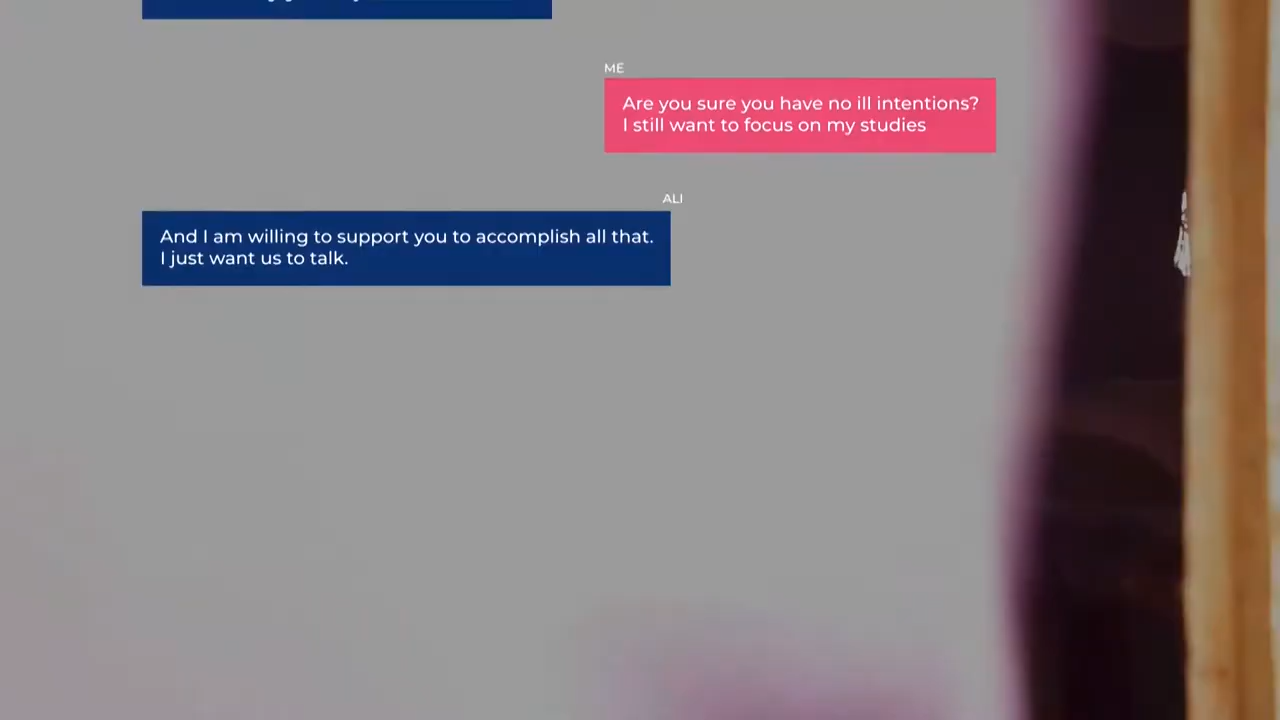 ME
Are you sure you have no ill intentions?
I still want to focus on my studies
ALI
And I am willing to support you to accomplish all that.
I just want us to talk.